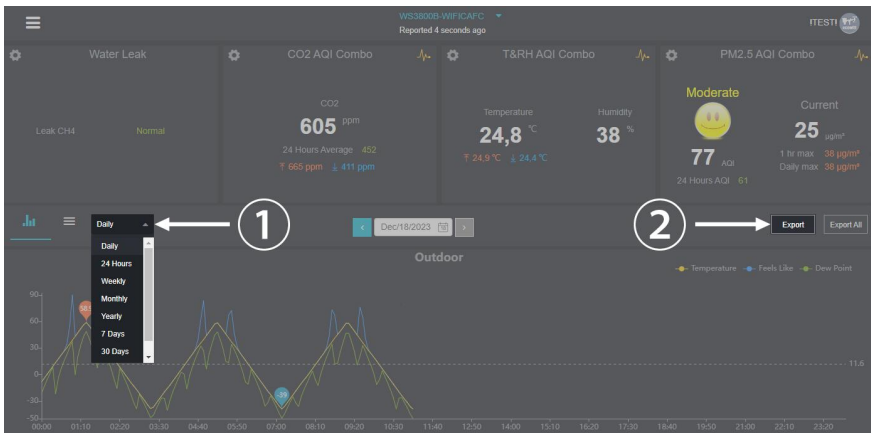 WS3800B-WIFICAFC
Reported 4 seconds ago
!TEST!
Water Leak
Leak CH4 Normal
CO2 AQI Combo
CO2
605 ppm
24 Hours Average 452
665 ppm 411 ppm
T&RH AQI Combo
Temperature Humidity
24,8 °C 38 %
24,9 °C 24,4 °C
PM2.5 AQI Combo
Moderate
Current
25 µg/m³
77 AQI
1 hr max 38 µg/m³
Daily max 38 µg/m³
24 Hours AQI 61
Daily
1
Dec/18/2023
2
Export
Export All
Daily
24 Hours
Weekly
Monthly
Yearly
7 Days
30 Days
Outdoor
Temperature Feels Like Dew Point
90
60
30
0
-30
-50
-39
11.6
00:00 01:10 02:20 03:30 04:40 05:50 07:00 08:10 09:20 10:30 11:40 12:50 14:00 15:10 16:20 17:30 18:40 19:50 21:00 22:10 23:20